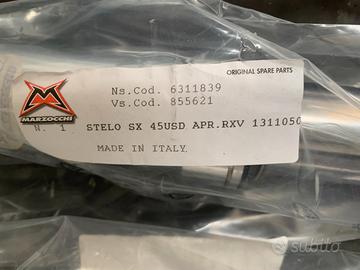 ORIGINAL SPARE PARTS
Ns.Cod. 6311839
Vs.Cod. 855621
MARZOCCHI
N. 1 STELO SX 45USD APR.RXV 1311050
MADE IN ITALY
subito